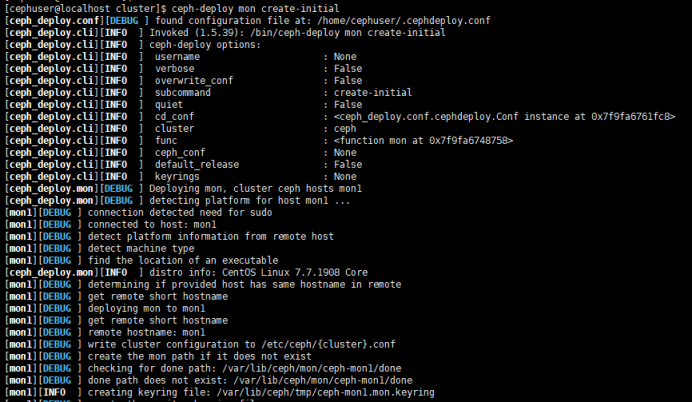 [cephuser@localhost cluster]$ ceph-deploy mon create-initial
[ceph_deploy.conf][DEBUG ] found configuration file at: /home/cephuser/.cephdeploy.conf
[ceph_deploy.cli][INFO  ] Invoked (1.5.39): /bin/ceph-deploy mon create-initial
[ceph_deploy.cli][INFO  ] ceph-deploy options:
[ceph_deploy.cli][INFO  ]  username                      : None
[ceph_deploy.cli][INFO  ]  verbose                       : False
[ceph_deploy.cli][INFO  ]  overwrite_conf                : False
[ceph_deploy.cli][INFO  ]  subcommand                    : create-initial
[ceph_deploy.cli][INFO  ]  quiet                         : False
[ceph_deploy.cli][INFO  ]  cd_conf                       : <ceph_deploy.conf.cephdeploy.Conf instance at 0x7f9fa6761fc8>
[ceph_deploy.cli][INFO  ]  cluster                       : ceph
[ceph_deploy.cli][INFO  ]  func                          : <function mon at 0x7f9fa6748758>
[ceph_deploy.cli][INFO  ]  ceph_conf                     : None
[ceph_deploy.cli][INFO  ]  default_release               : False
[ceph_deploy.cli][INFO  ]  keyrings                      : None
[ceph_deploy.mon][DEBUG ] Deploying mon, cluster ceph hosts mon1
[ceph_deploy.mon][DEBUG ] detecting platform for host mon1 ...
[mon1][DEBUG ] connection detected need for sudo
[mon1][DEBUG ] connected to host: mon1
[mon1][DEBUG ] detect platform information from remote host
[mon1][DEBUG ] detect machine type
[mon1][DEBUG ] find the location of an executable
[ceph_deploy.mon][INFO  ] distro info: CentOS Linux 7.7.1908 Core
[mon1][DEBUG ] determining if provided host has same hostname in remote
[mon1][DEBUG ] get remote short hostname
[mon1][DEBUG ] deploying mon to mon1
[mon1][DEBUG ] get remote short hostname
[mon1][DEBUG ] remote hostname: mon1
[mon1][DEBUG ] write cluster configuration to /etc/ceph/{cluster}.conf
[mon1][DEBUG ] create the mon path if it does not exist
[mon1][DEBUG ] checking for done path: /var/lib/ceph/mon/ceph-mon1/done
[mon1][DEBUG ] done path does not exist: /var/lib/ceph/mon/ceph-mon1/done
[mon1][INFO  ] creating keyring file: /var/lib/ceph/tmp/ceph-mon1.mon.keyring